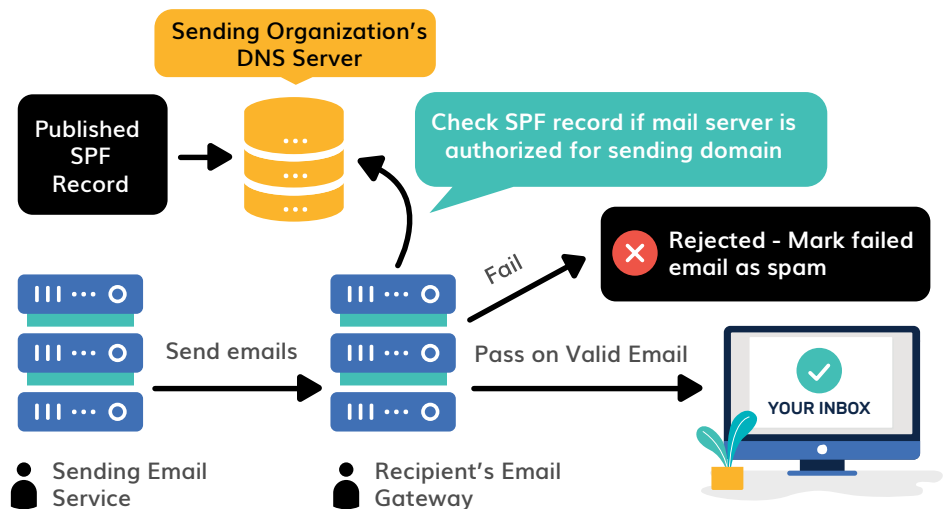 Sending Organization's
DNS Server
Published
SPF
Record
Check SPF record if mail server is
authorized for sending domain
Rejected - Mark failed
email as spam
Fail
Send emails
Pass on Valid Email
YOUR INBOX
Sending Email
Service
Recipient's Email
Gateway